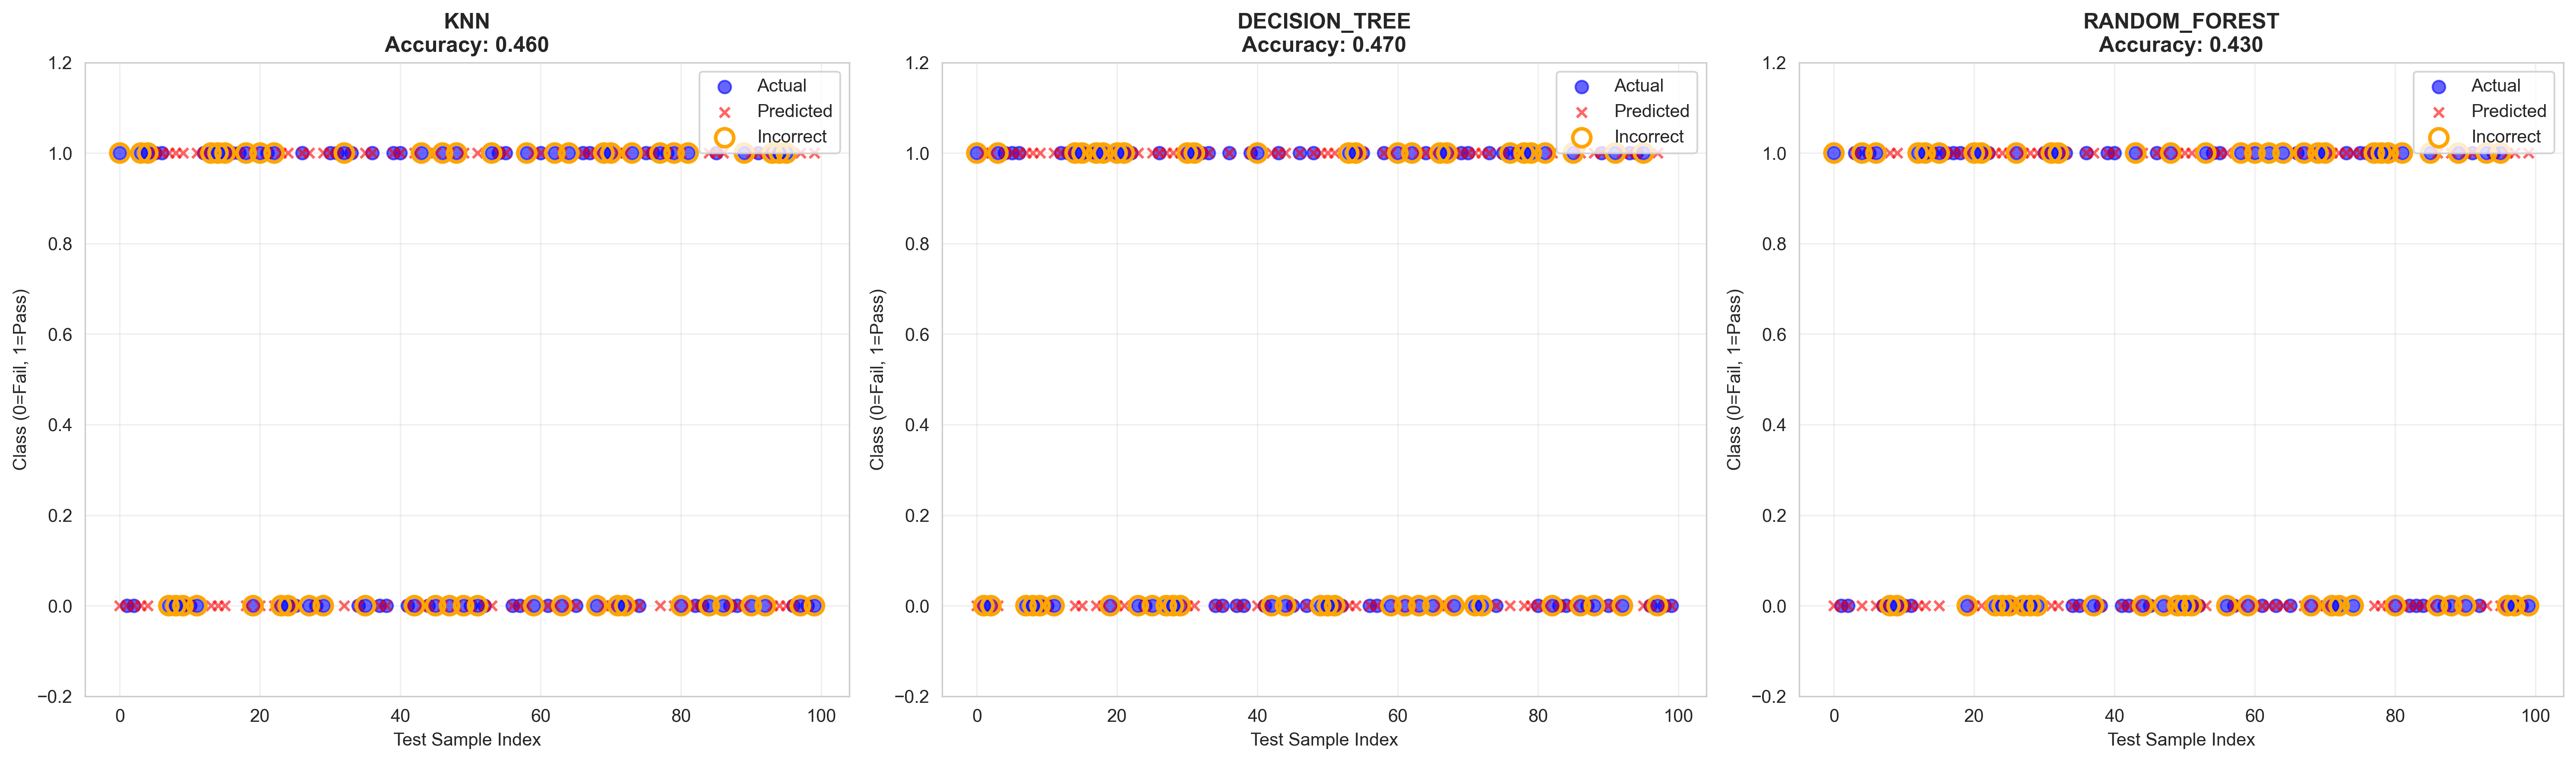 KNN
Accuracy: 0.460
1.2
1.0
0.8
0.6
0.4
0.2
0.0
−0.2
Class (0=Fail, 1=Pass)
0
20
40
60
80
100
Test Sample Index
Actual
Predicted
Incorrect
DECISION_TREE
Accuracy: 0.470
1.2
1.0
0.8
0.6
0.4
0.2
0.0
−0.2
Class (0=Fail, 1=Pass)
0
20
40
60
80
100
Test Sample Index
Actual
Predicted
Incorrect
RANDOM_FOREST
Accuracy: 0.430
1.2
1.0
0.8
0.6
0.4
0.2
0.0
−0.2
Class (0=Fail, 1=Pass)
0
20
40
60
80
100
Test Sample Index
Actual
Predicted
Incorrect